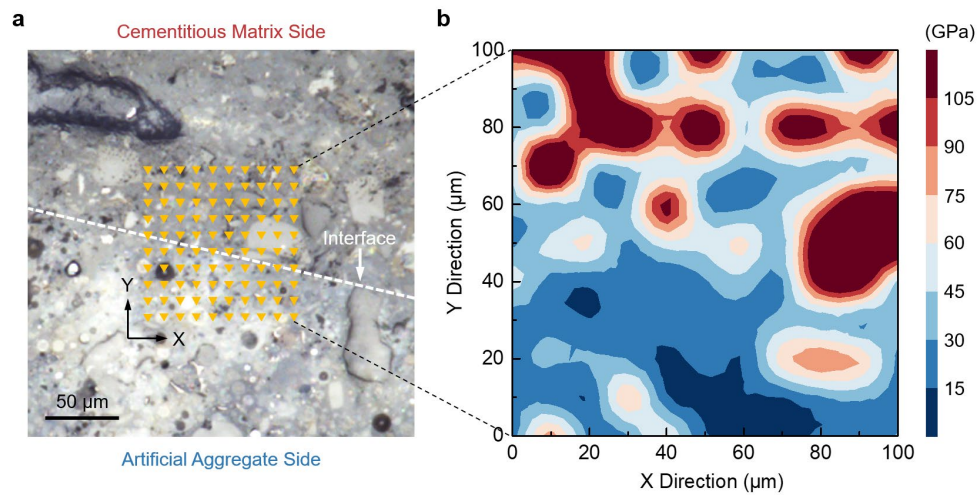 a
Cementitious Matrix Side
Interface
Y
X
50 µm
Artificial Aggregate Side
b
(GPa)
100
80
60
40
20
0
Y Direction (µm)
0 20 40 60 80 100
X Direction (µm)
105
90
75
60
45
30
15